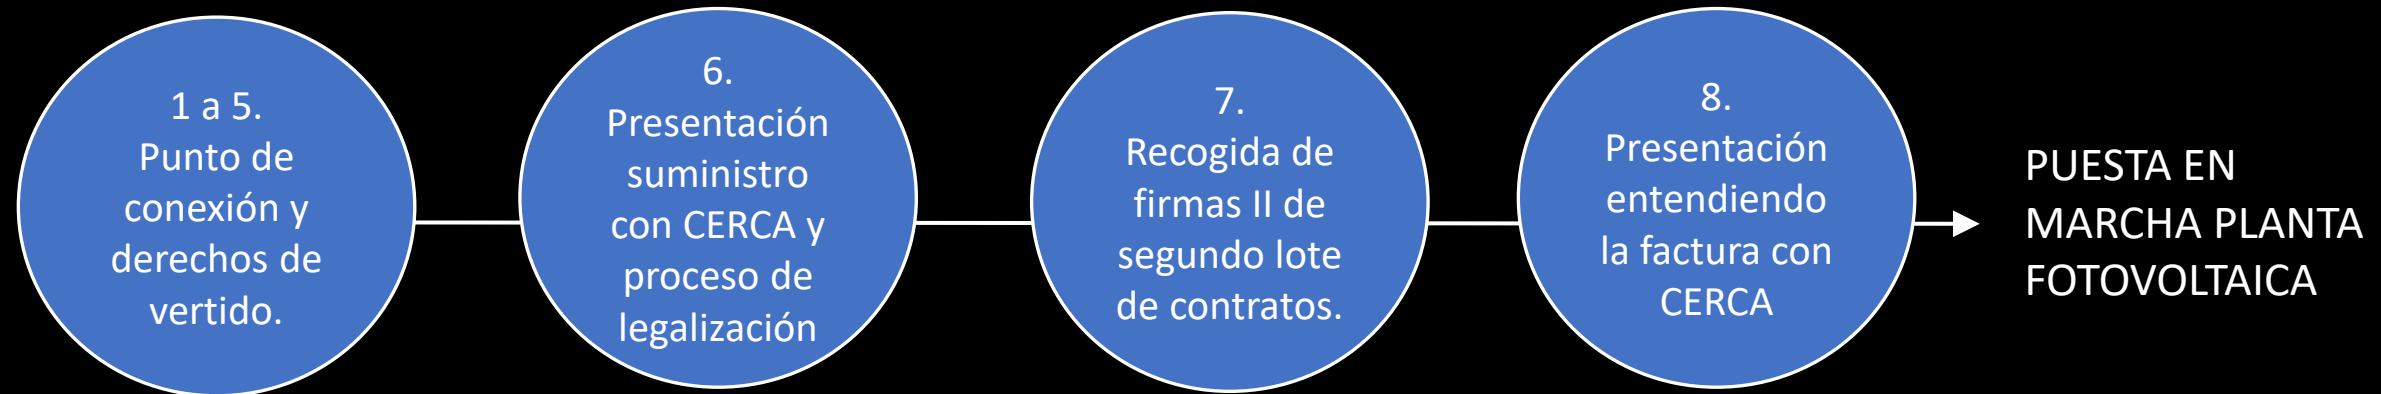 1 a 5.
Punto de
conexión y
derechos de
vertido.
6.
Presentación
suministro
con CERCA y
proceso de
legalización
7.
Recogida de
firmas II de
segundo lote
de contratos.
8.
Presentación
entendiendo
la factura con
CERCA
PUESTA EN
MARCHA PLANTA
FOTOVOLTAICA